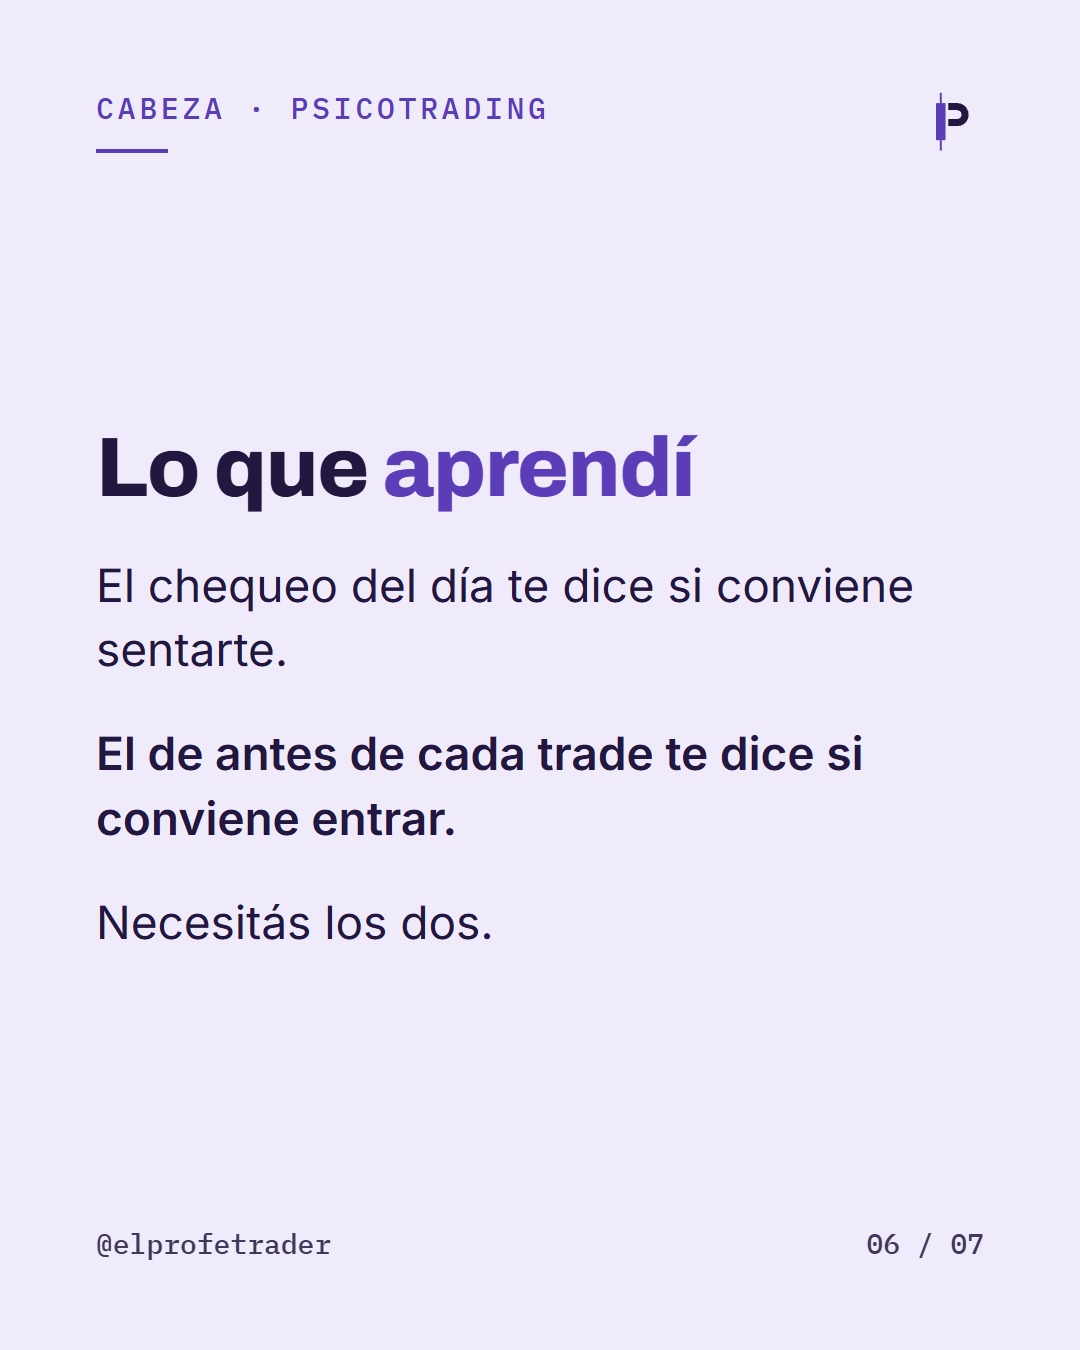 CABEZA · PSICOTRADING
Lo que aprendí
El chequeo del día te dice si conviene
sentarte.
El de antes de cada trade te dice si
conviene entrar.
Necesitás los dos.
@elprofetrader
06 / 07